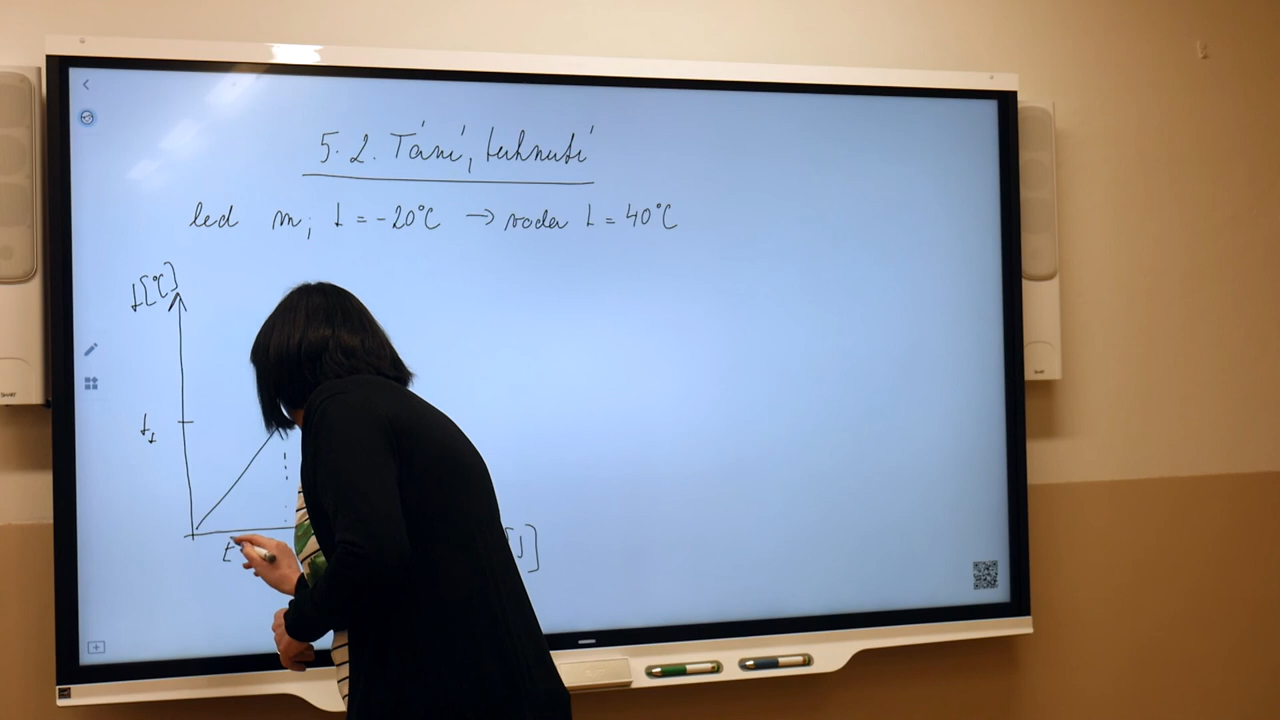 5.2. Tání, tuhnutí
led m; t = -20°C → voda t = 40°C
t[°C]
t₁
E
[J]